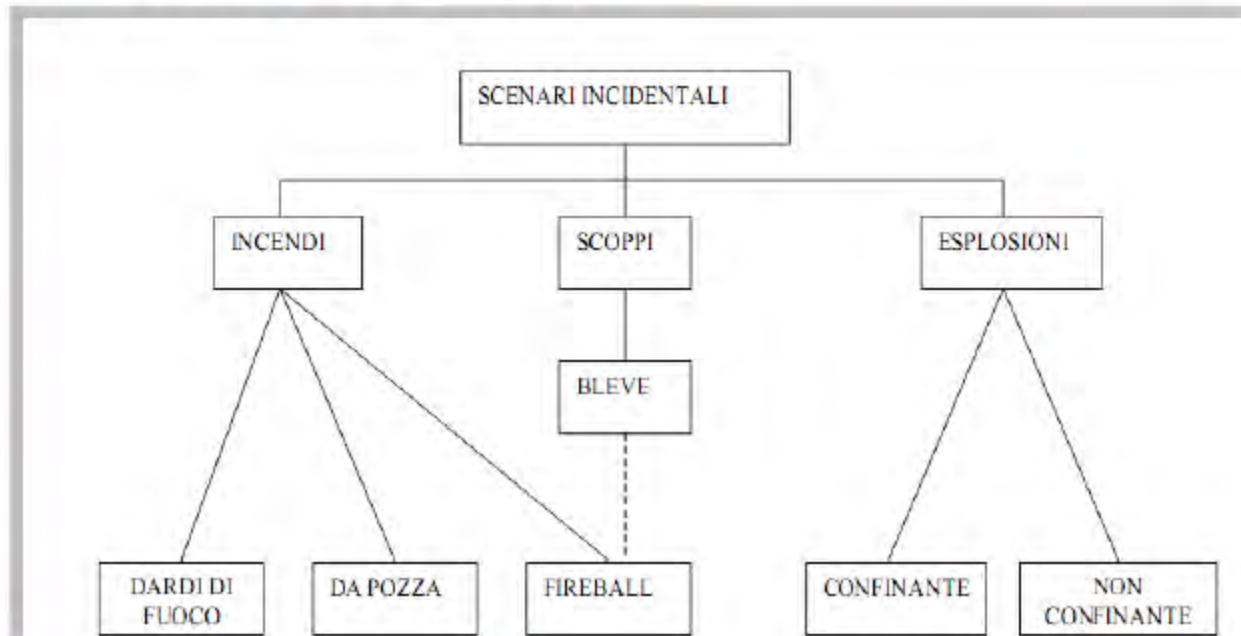 SCENARI INCIDENTALI
INCENDI
SCOPPI
ESPLOSIONI
BLEVE
DARDI DI
FUOCO
DA POZZA
FIREBALL
CONFINANTE
NON
CONFINANTE